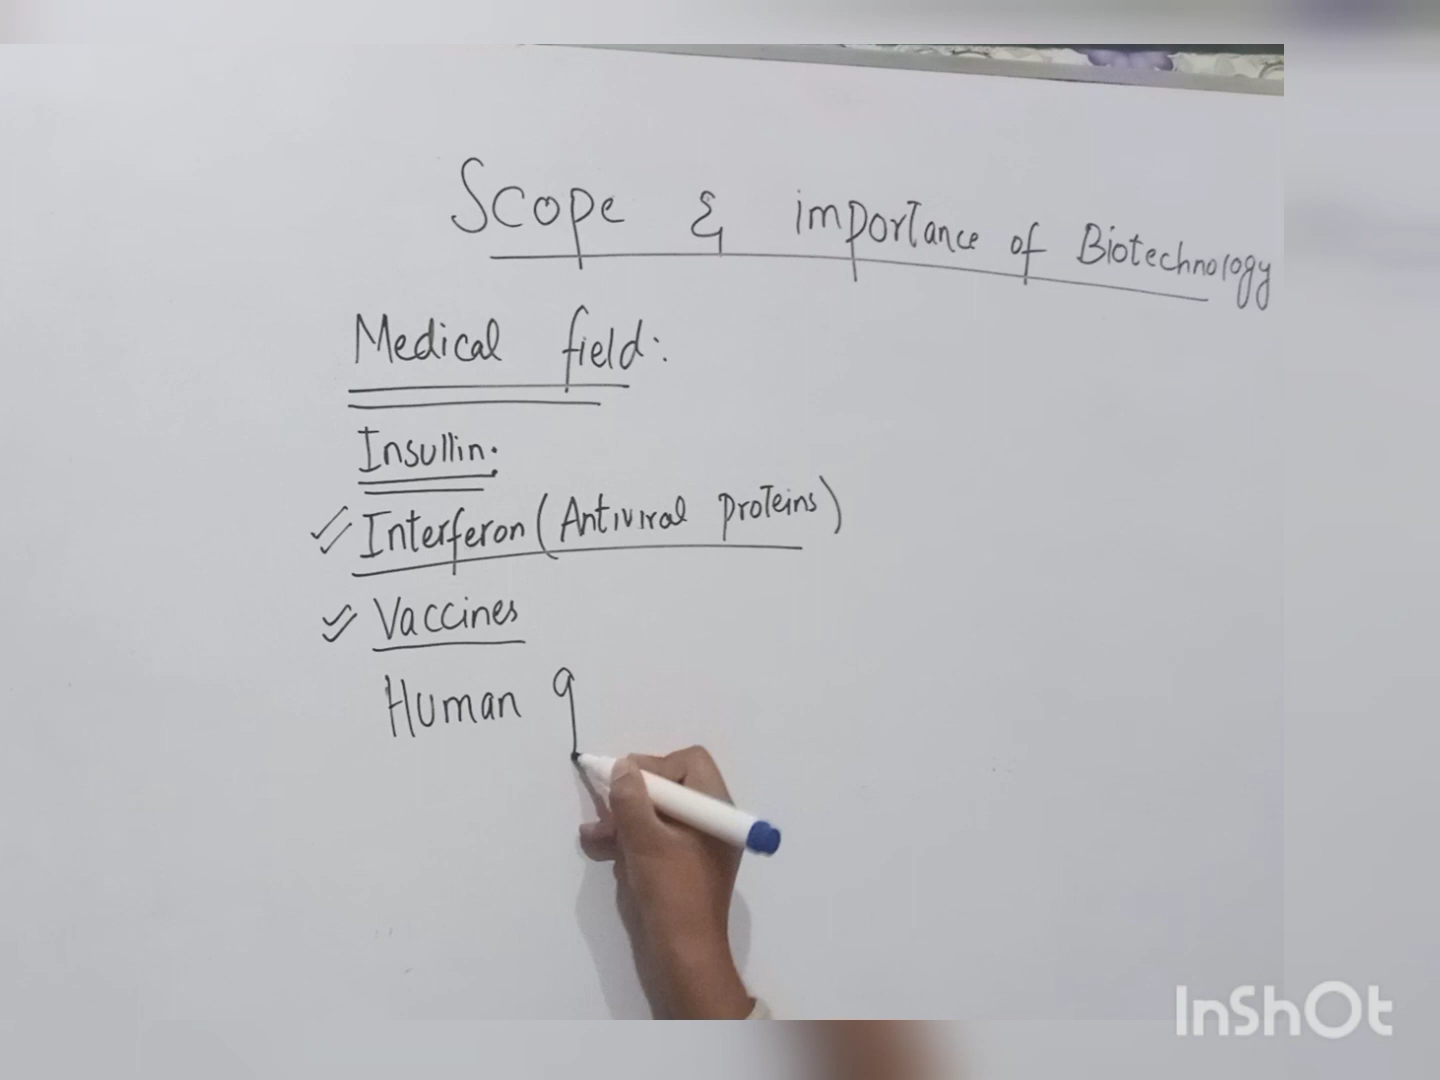 Scope & importance of Biotechnology
Medical field:
Insullin.
Interferon (Antiviral proteins)
Vaccines
Human g
InShOt